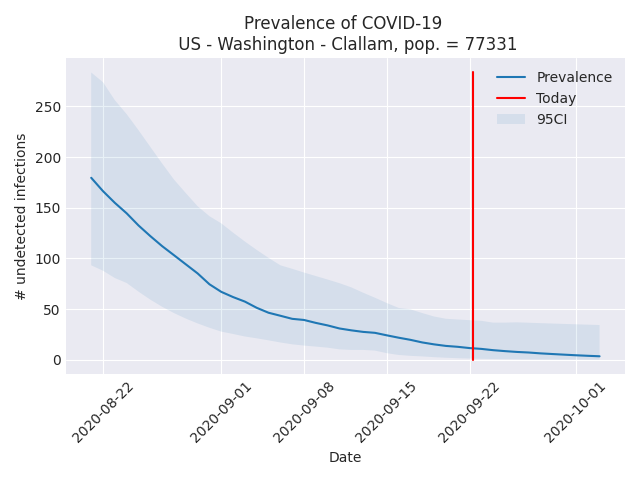 Prevalence of COVID-19
US - Washington - Clallam, pop. = 77331
Prevalence
Today
95CI
# undetected infections
250
200
150
100
50
0
2020-08-22
2020-09-01
2020-09-08
2020-09-15
2020-09-22
2020-10-01
Date